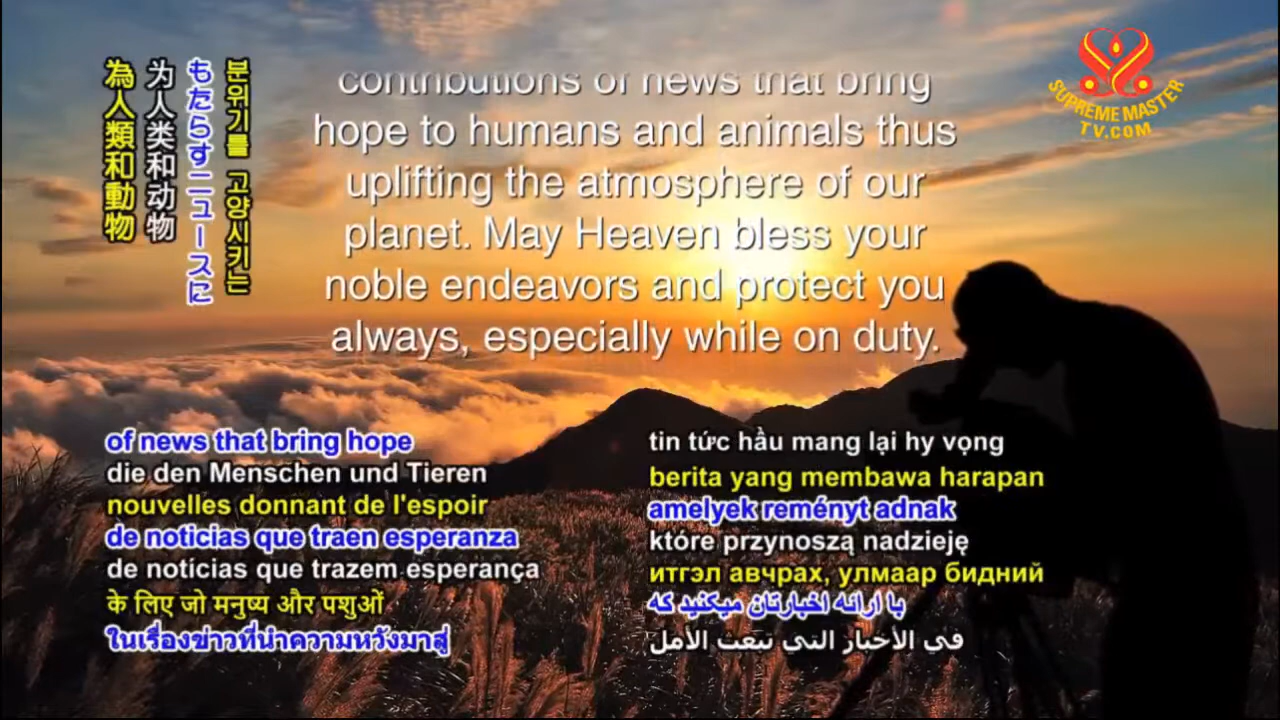 為人類和動物
为人类和动物
もたらすニュースに
분위기를 고양시키는
contributions of news that bring
hope to humans and animals thus
uplifting the atmosphere of our
planet. May Heaven bless your
noble endeavors and protect you
always, especially while on duty.
SUPREME MASTER
TV.COM
of news that bring hope
die den Menschen und Tieren
nouvelles donnant de l'espoir
de noticias que traen esperanza
de notícias que trazem esperança
के लिए जो मनुष्य और पशुओं
ในเรื่องข่าวที่นำความหวังมาสู่
tin tức hầu mang lại hy vọng
berita yang membawa harapan
amelyek reményt adnak
które przynoszą nadzieję
итгэл авчрах, улмаар бидний
با ارائه اخبارتان میکنید که
في الأخبار التي تبعث الأمل